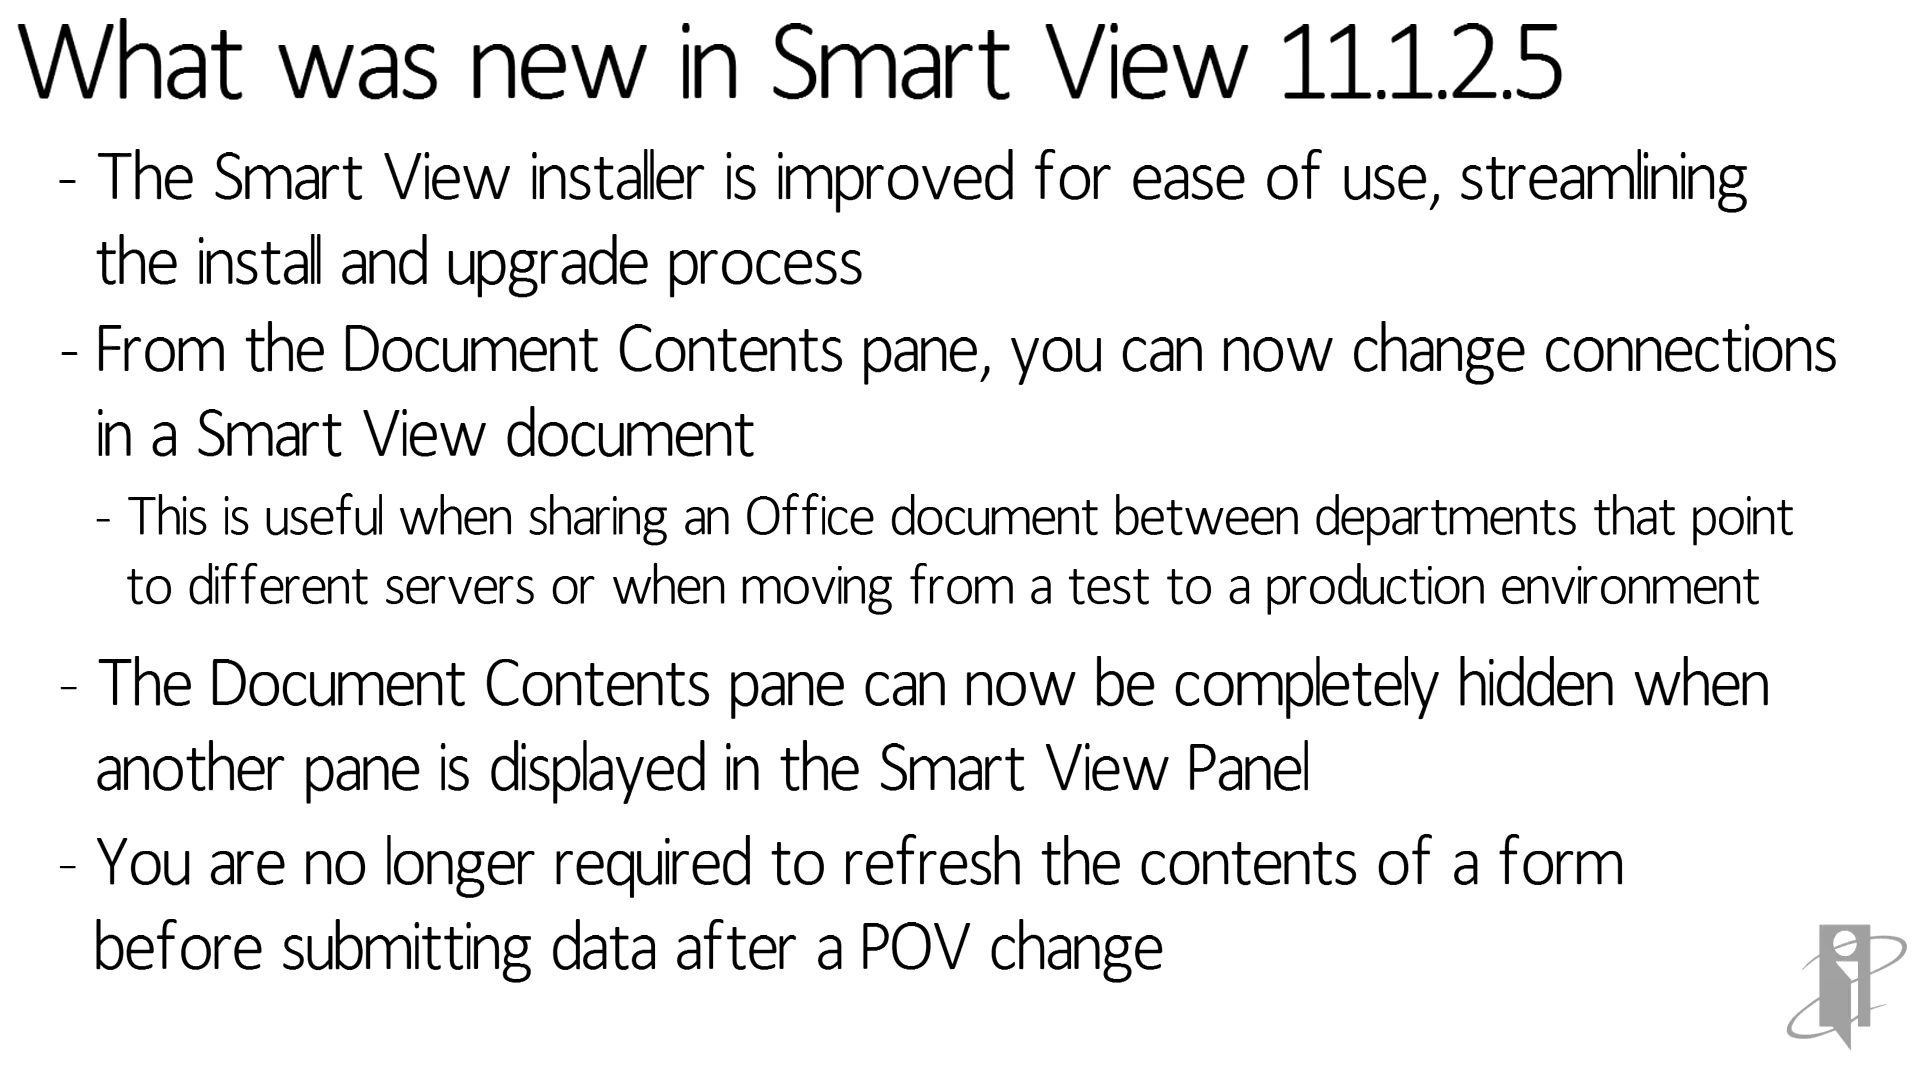 What was new in Smart View 11.1.2.5
- The Smart View installer is improved for ease of use, streamlining
the install and upgrade process
- From the Document Contents pane, you can now change connections
in a Smart View document
- This is useful when sharing an Office document between departments that point
to different servers or when moving from a test to a production environment
- The Document Contents pane can now be completely hidden when
another pane is displayed in the Smart View Panel
- You are no longer required to refresh the contents of a form
before submitting data after a POV change